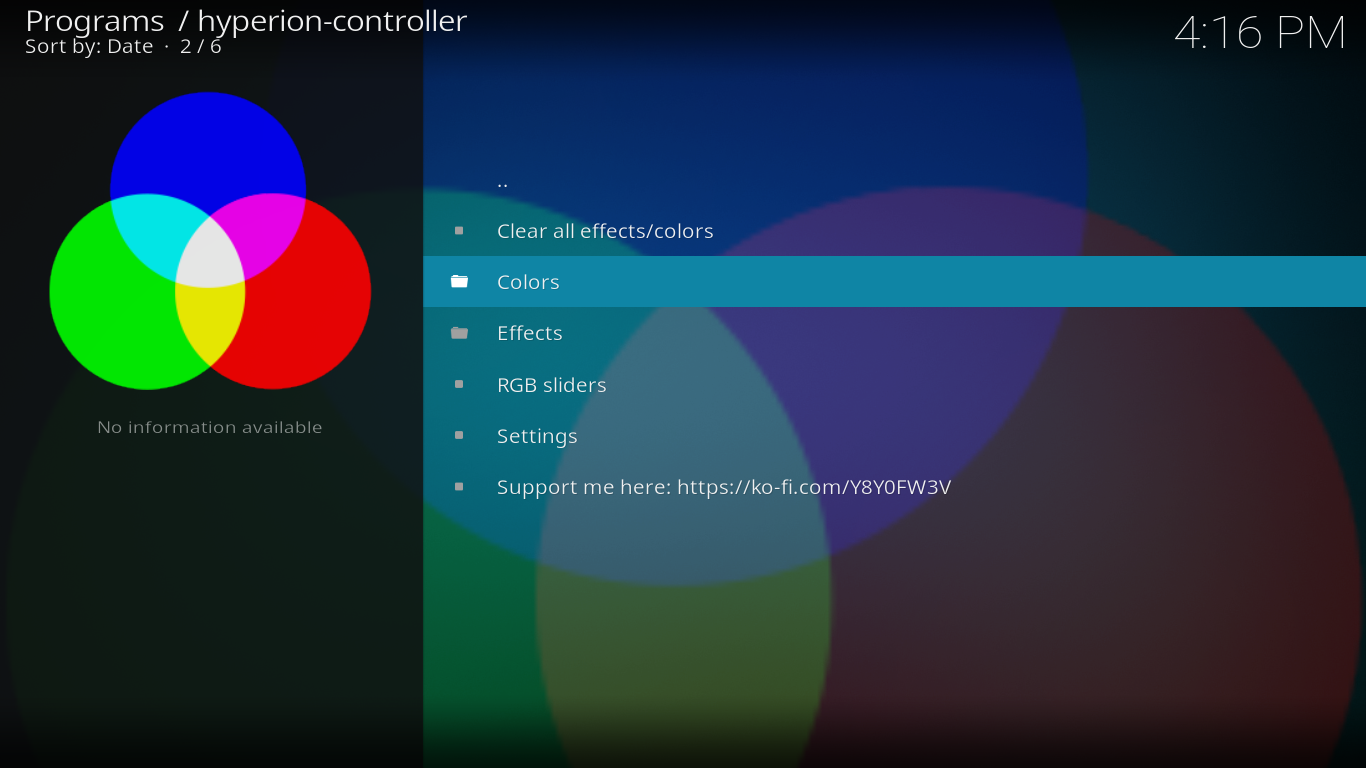 Programs / hyperion-controller
Sort by: Date · 2 / 6
4:16 PM
No information available
..
Clear all effects/colors
Colors
Effects
RGB sliders
Settings
Support me here: https://ko-fi.com/Y8Y0FW3V